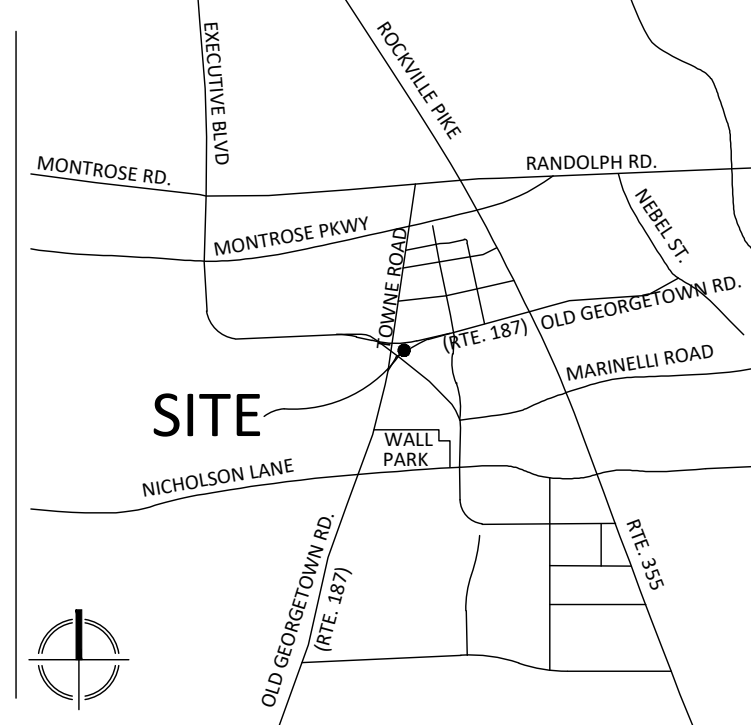 EXECUTIVE BLVD
ROCKVILLE PIKE
MONTROSE RD.
RANDOLPH RD.
NEBEL ST.
MONTROSE PKWY
TOWNE ROAD
OLD GEORGETOWN RD.
(RTE. 187)
MARINELLI ROAD
SITE
WALL
PARK
NICHOLSON LANE
OLD GEORGETOWN RD.
(RTE. 187)
RTE. 355